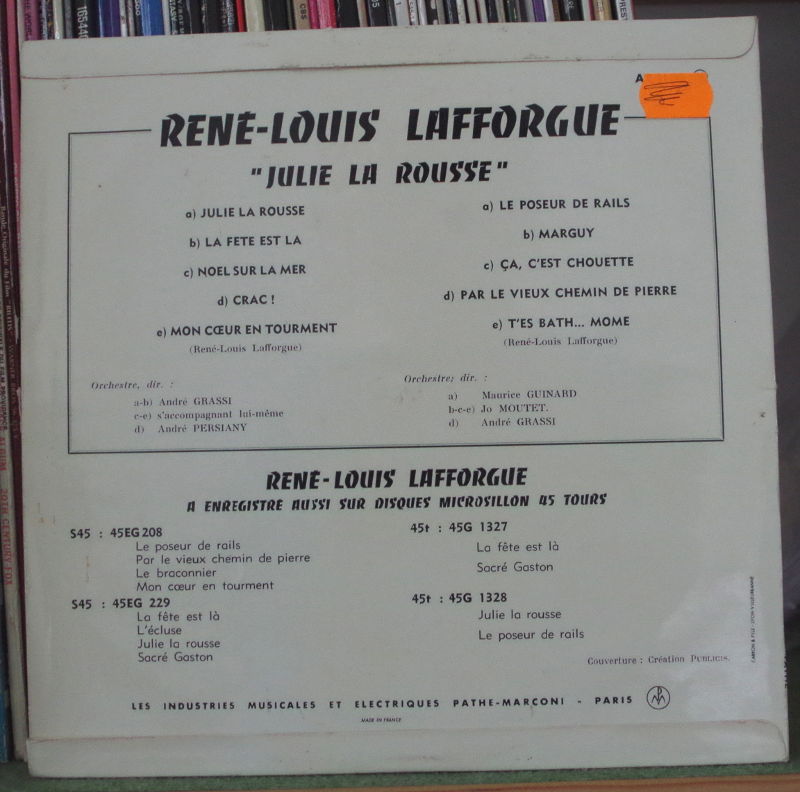 RENÉ-LOUIS LAFFORGUE
"JULIE LA ROUSSE"
a) JULIE LA ROUSSE
b) LA FETE EST LA
c) NOEL SUR LA MER
d) CRAC !
e) MON CŒUR EN TOURMENT
(René-Louis Lafforgue)
a) LE POSEUR DE RAILS
b) MARGUY
c) ÇA, C'EST CHOUETTE
d) PAR LE VIEUX CHEMIN DE PIERRE
e) T'ES BATH... MOME
(René-Louis Lafforgue)
Orchestre, dir. :
a-b) André GRASSI
c-e) s'accompagnant lui-même
d) André PERSIANY
Orchestre; dir. :
a) Maurice GUINARD
b-c-e) Jo MOUTET.
d) André GRASSI
RENÉ-LOUIS LAFFORGUE
A ENREGISTRÉ AUSSI SUR DISQUES MICROSILLON 45 TOURS
S45 : 45EG 208
Le poseur de rails
Par le vieux chemin de pierre
Le braconnier
Mon cœur en tourment
S45 : 45EG 229
La fête est là
L'écluse
Julie la rousse
Sacré Gaston
45t : 45G 1327
La fête est là
Sacré Gaston
45t : 45G 1328
Julie la rousse
Le poseur de rails
Couverture : Création PUBLICIS.
LES INDUSTRIES MUSICALES ET ELECTRIQUES PATHE-MARCONI - PARIS
MADE IN FRANCE
20TH CENTURY-FOX
CBS